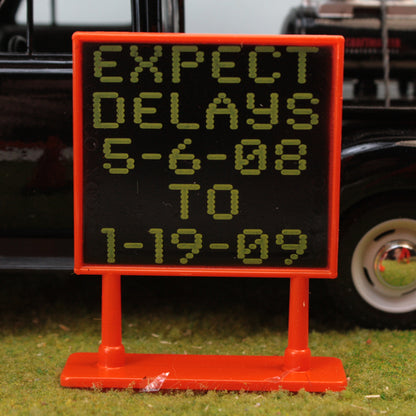 EXPECT
DELAYS
5-6-08
TO
1-19-09